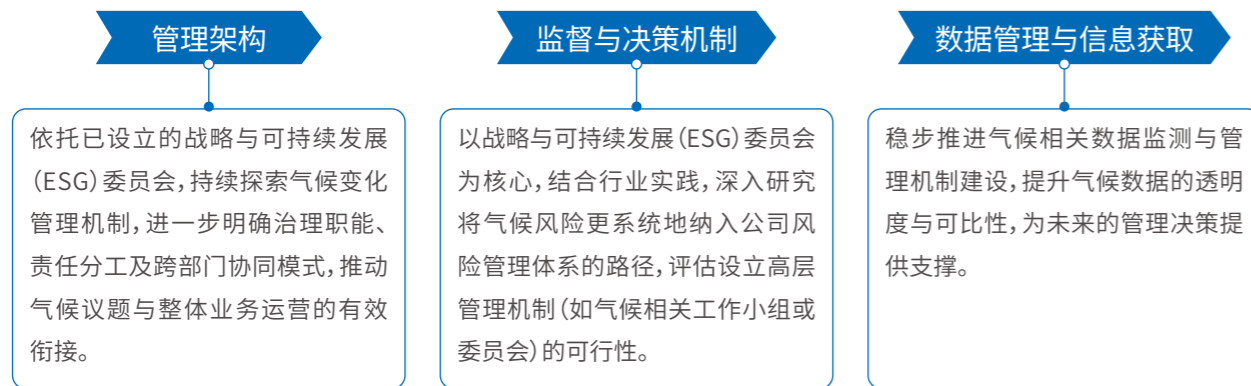 管理架构
依托已设立的战略与可持续发展
（ESG）委员会，持续探索气候变化
管理机制，进一步明确治理职能、
责任分工及跨部门协同模式，推动
气候议题与整体业务运营的有效
衔接。
监督与决策机制
以战略与可持续发展（ESG）委员会
为核心，结合行业实践，深入研究
将气候风险更系统地纳入公司风
险管理体系的路径，评估设立高层
管理机制（如气候相关工作小组或
委员会）的可行性。
数据管理与信息获取
稳步推进气候相关数据监测与管
理机制建设，提升气候数据的透明
度与可比性，为未来的管理决策提
供支撑。